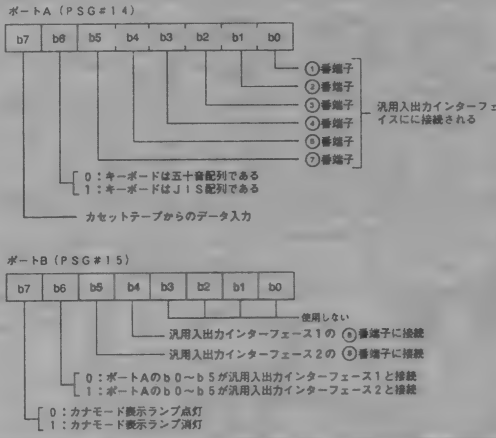 ポートA(PSG#14)
b7 b6 b5 b4 b3 b2 b1 b0
①番端子
②番端子
③番端子
④番端子
⑥番端子
⑦番端子
汎用入出力インターフェ
イスにに接続される
0:キーボードは五十音配列である
1:キーボードはJIS配列である
カセットテープからのデータ入力
ポートB(PSG#15)
b7 b6 b5 b4 b3 b2 b1 b0
使用しない
汎用入出力インターフェース1の⑧番端子に接続
汎用入出力インターフェース2の⑧番端子に接続
0:ポートAのb0~b5が汎用入出力インターフェース1と接続
1:ポートAのb0~b5が汎用入出力インターフェース2と接続
0:カナモード表示ランプ点灯
1:カナモード表示ランプ消灯